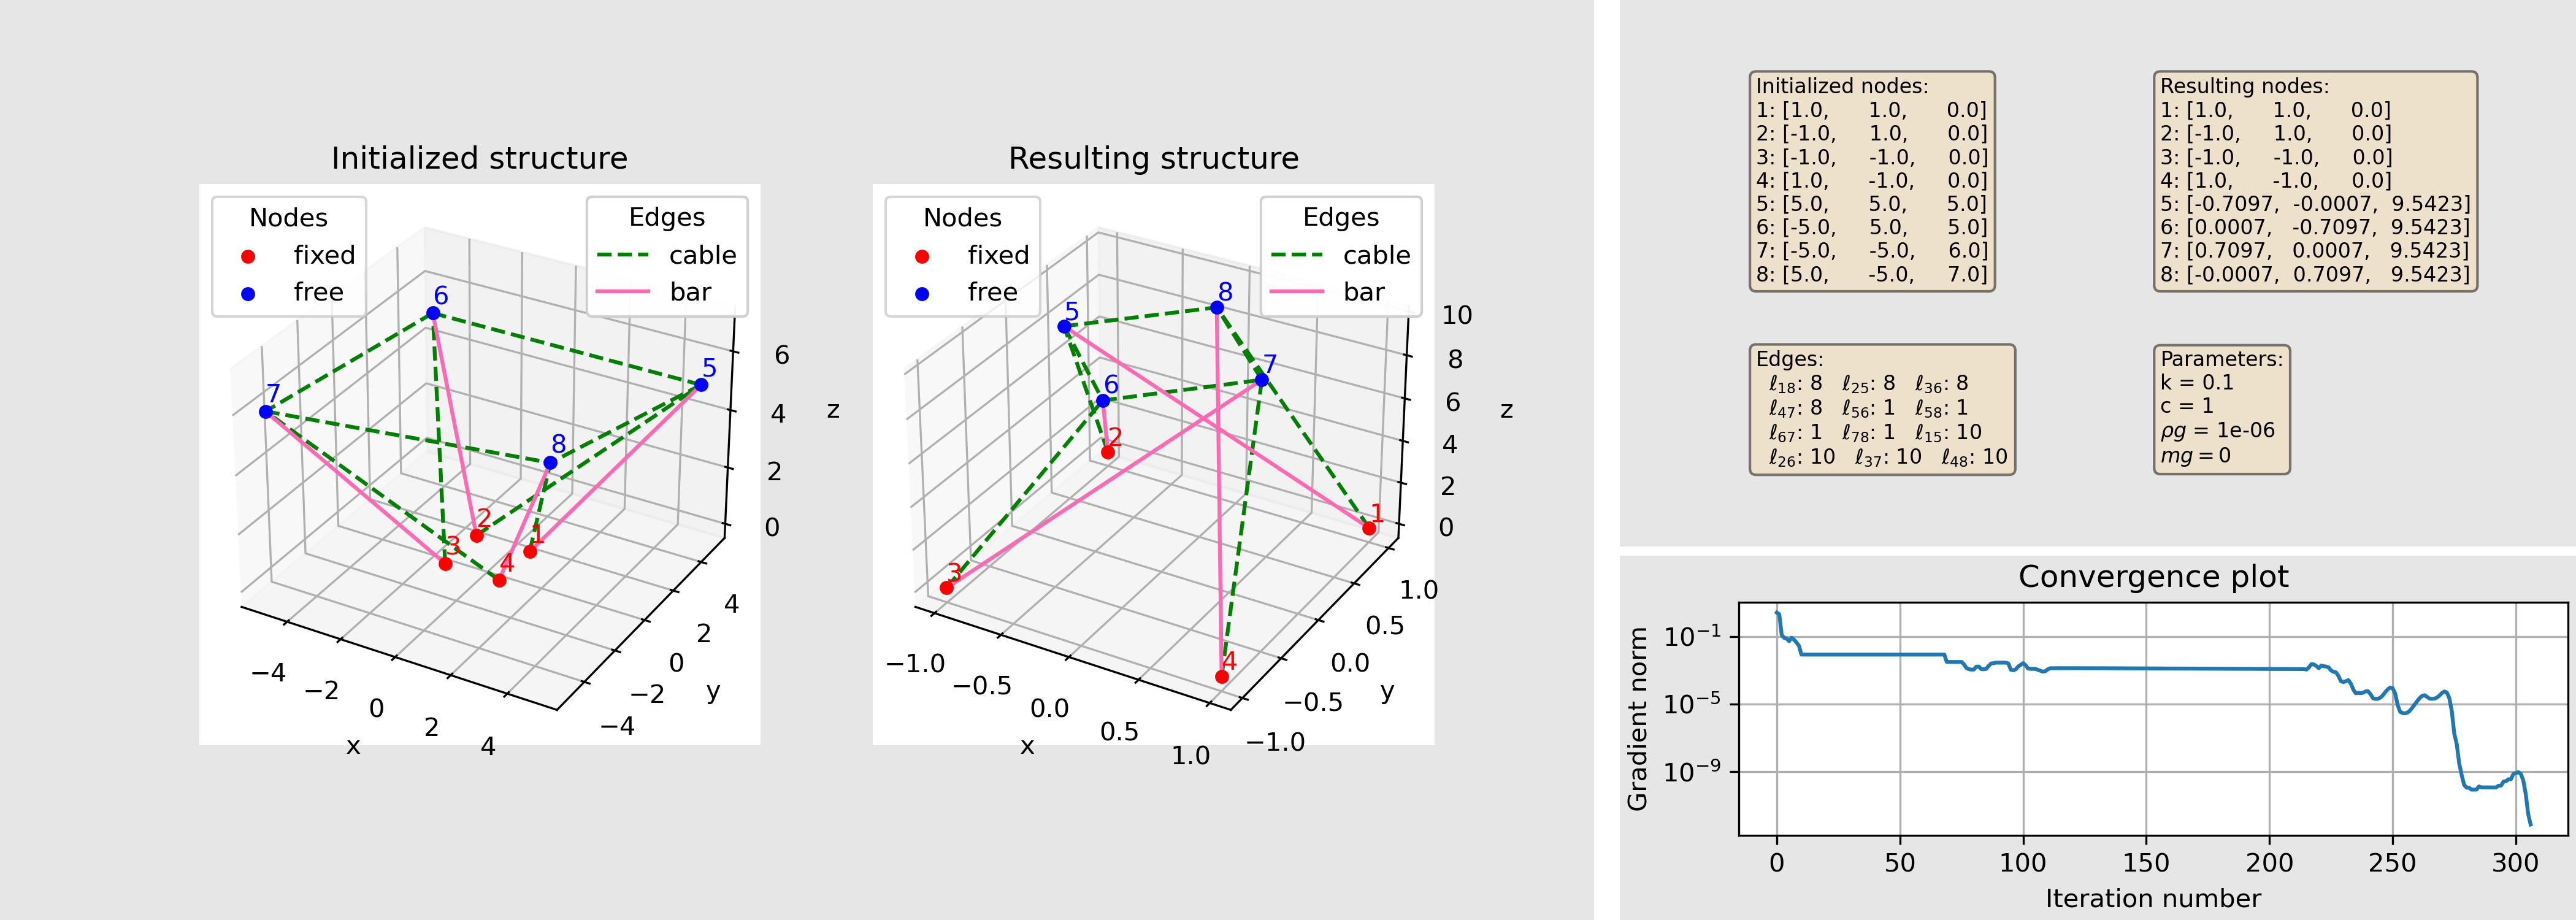 Initialized structure
Nodes
fixed
free
Edges
cable
bar
6
5
7
8
2
1
3
4
6
4
2
0
z
−4
−2
0
2
4
x
4
2
0
−2
−4
y
Resulting structure
Nodes
fixed
free
Edges
cable
bar
8
5
7
6
2
1
3
4
10
8
6
4
2
0
z
−1.0
−0.5
0.0
0.5
1.0
x
1.0
0.5
0.0
−0.5
−1.0
y
Initialized nodes:
1: [1.0, 1.0, 0.0]
2: [-1.0, 1.0, 0.0]
3: [-1.0, -1.0, 0.0]
4: [1.0, -1.0, 0.0]
5: [5.0, 5.0, 5.0]
6: [-5.0, 5.0, 5.0]
7: [-5.0, -5.0, 6.0]
8: [5.0, -5.0, 7.0]
Resulting nodes:
1: [1.0, 1.0, 0.0]
2: [-1.0, 1.0, 0.0]
3: [-1.0, -1.0, 0.0]
4: [1.0, -1.0, 0.0]
5: [-0.7097, -0.0007, 9.5423]
6: [0.0007, -0.7097, 9.5423]
7: [0.7097, 0.0007, 9.5423]
8: [-0.0007, 0.7097, 9.5423]
Edges:
ℓ₁₈: 8 ℓ₂₅: 8 ℓ₃₆: 8
ℓ₄₇: 8 ℓ₅₆: 1 ℓ₅₈: 1
ℓ₆₇: 1 ℓ₇₈: 1 ℓ₁₅: 10
ℓ₂₆: 10 ℓ₃₇: 10 ℓ₄₈: 10
Parameters:
k = 0.1
c = 1
ρg = 1e-06
mg = 0
Convergence plot
Gradient norm
10⁻¹
10⁻⁵
10⁻⁹
0 50 100 150 200 250 300
Iteration number